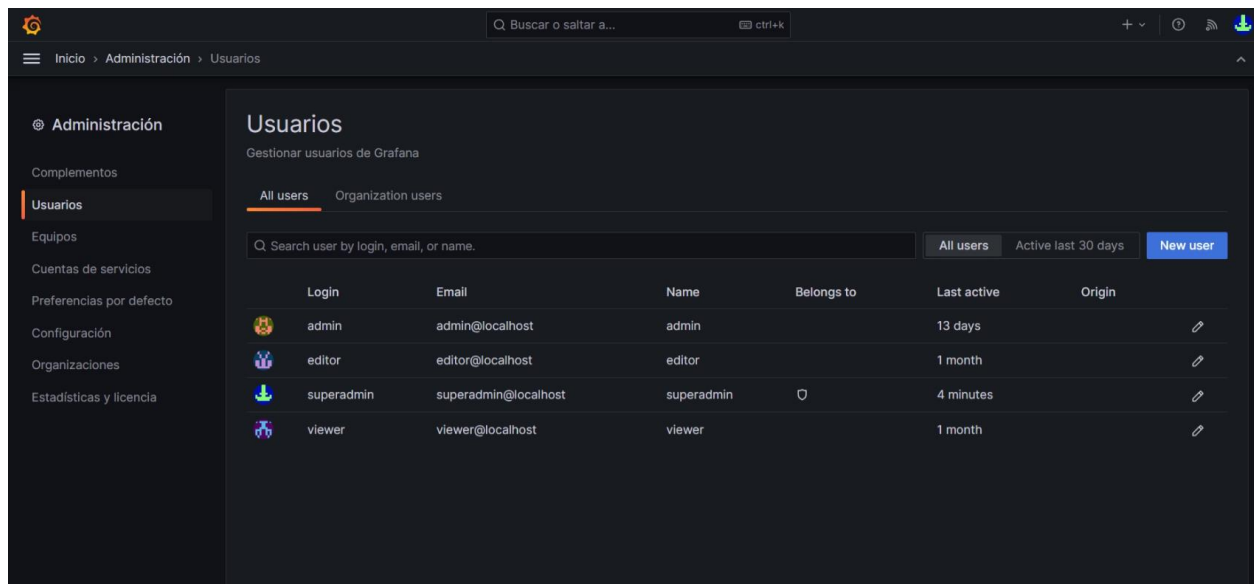 Buscar o saltar a... ctrl+k
Inicio › Administración › Usuarios
Administración
Complementos
Usuarios
Equipos
Cuentas de servicios
Preferencias por defecto
Configuración
Organizaciones
Estadísticas y licencia
Usuarios
Gestionar usuarios de Grafana
All users Organization users
Search user by login, email, or name. All users Active last 30 days New user
Login Email Name Belongs to Last active Origin
admin admin@localhost admin 13 days
editor editor@localhost editor 1 month
superadmin superadmin@localhost superadmin 4 minutes
viewer viewer@localhost viewer 1 month